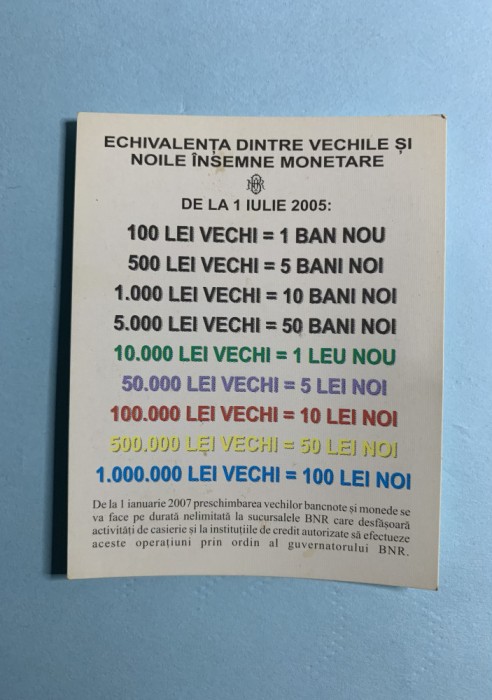 ECHIVALENȚA DINTRE VECHILE ȘI
NOILE ÎNSEMNE MONETARE
DE LA 1 IULIE 2005:
100 LEI VECHI = 1 BAN NOU
500 LEI VECHI = 5 BANI NOI
1.000 LEI VECHI = 10 BANI NOI
5.000 LEI VECHI = 50 BANI NOI
10.000 LEI VECHI = 1 LEU NOU
50.000 LEI VECHI = 5 LEI NOI
100.000 LEI VECHI = 10 LEI NOI
500.000 LEI VECHI = 50 LEI NOI
1.000.000 LEI VECHI = 100 LEI NOI
De la 1 ianuarie 2007 preschimbarea vechilor bancnote și monede se
va face pe durată nelimitată la sucursalele BNR care desfășoară
activități de casierie și la instituțiile de credit autorizate să efectueze
aceste operațiuni prin ordin al guvernatorului BNR.